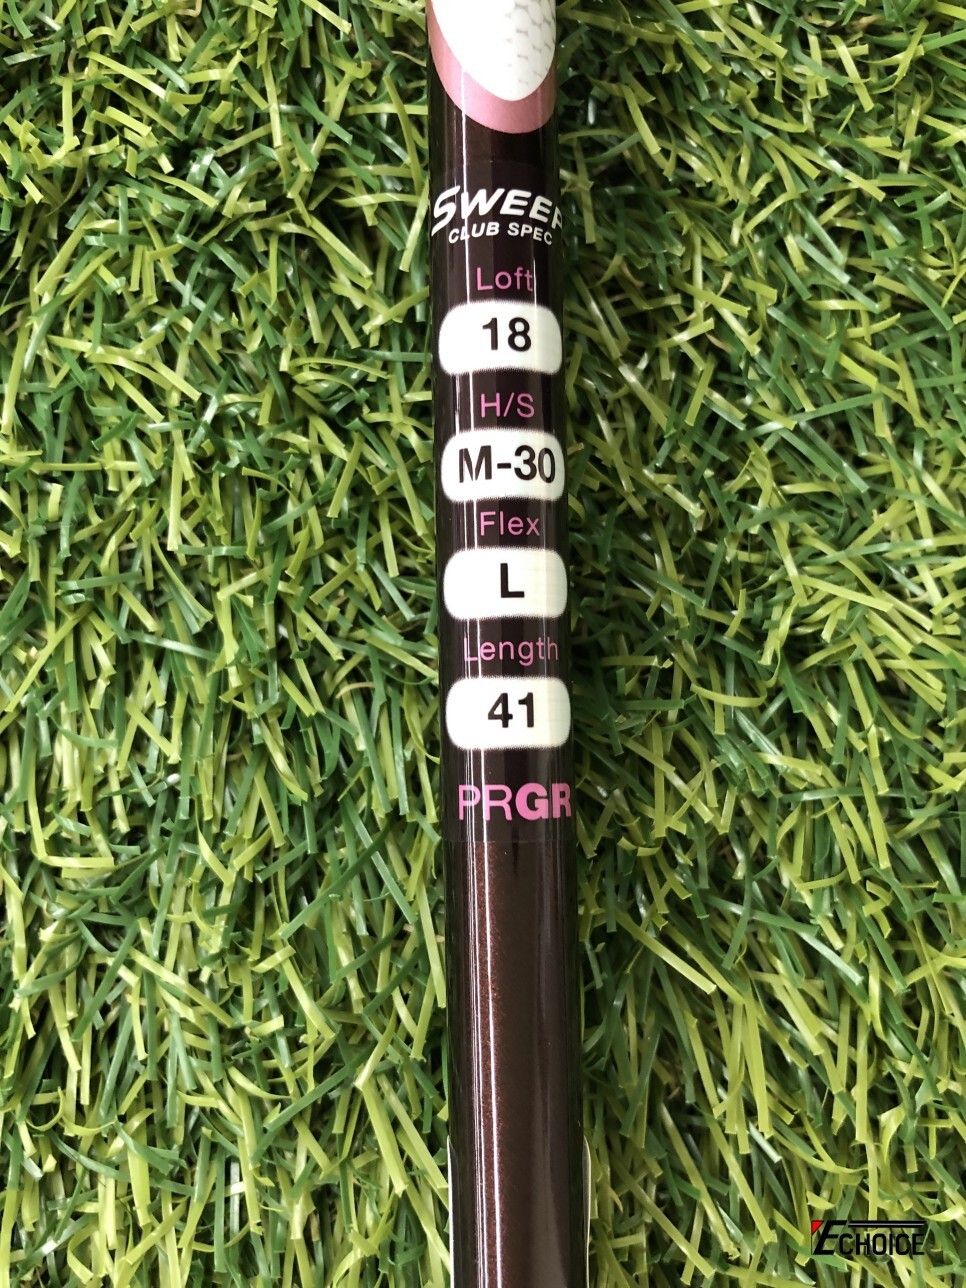 SWEEP
CLUB SPEC
Loft
18
H/S
M-30
Flex
L
Length
41
PRGR
ECHOICE